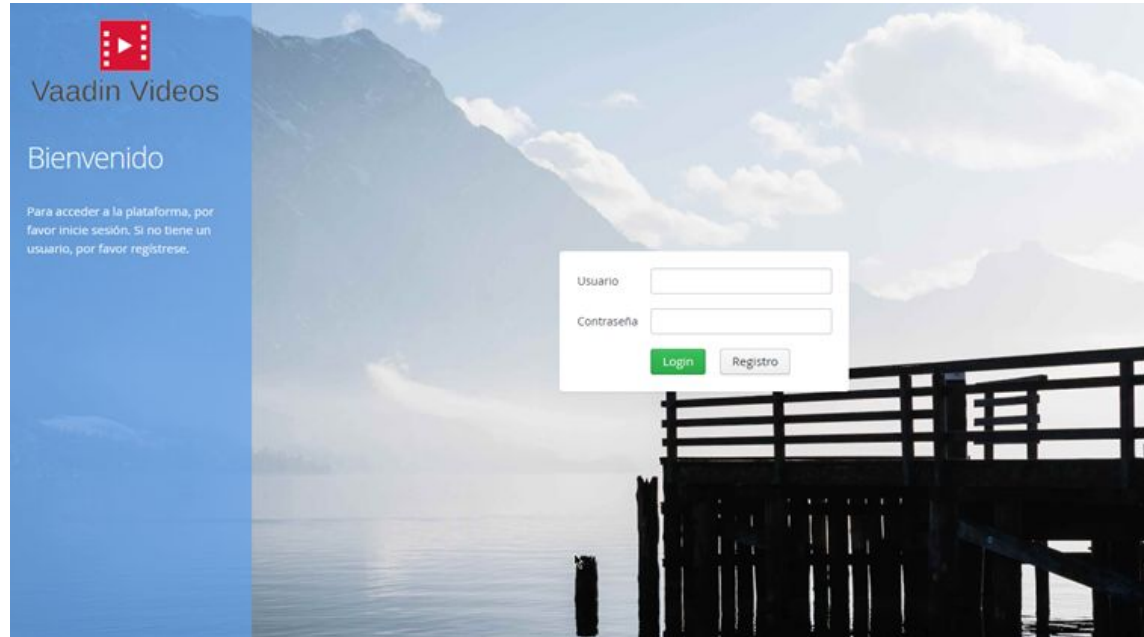 Vaadin Videos
Bienvenido
Para acceder a la plataforma, por
favor inicie sesión. Si no tiene un
usuario, por favor regístrese.
Usuario
Contraseña
Login Registro